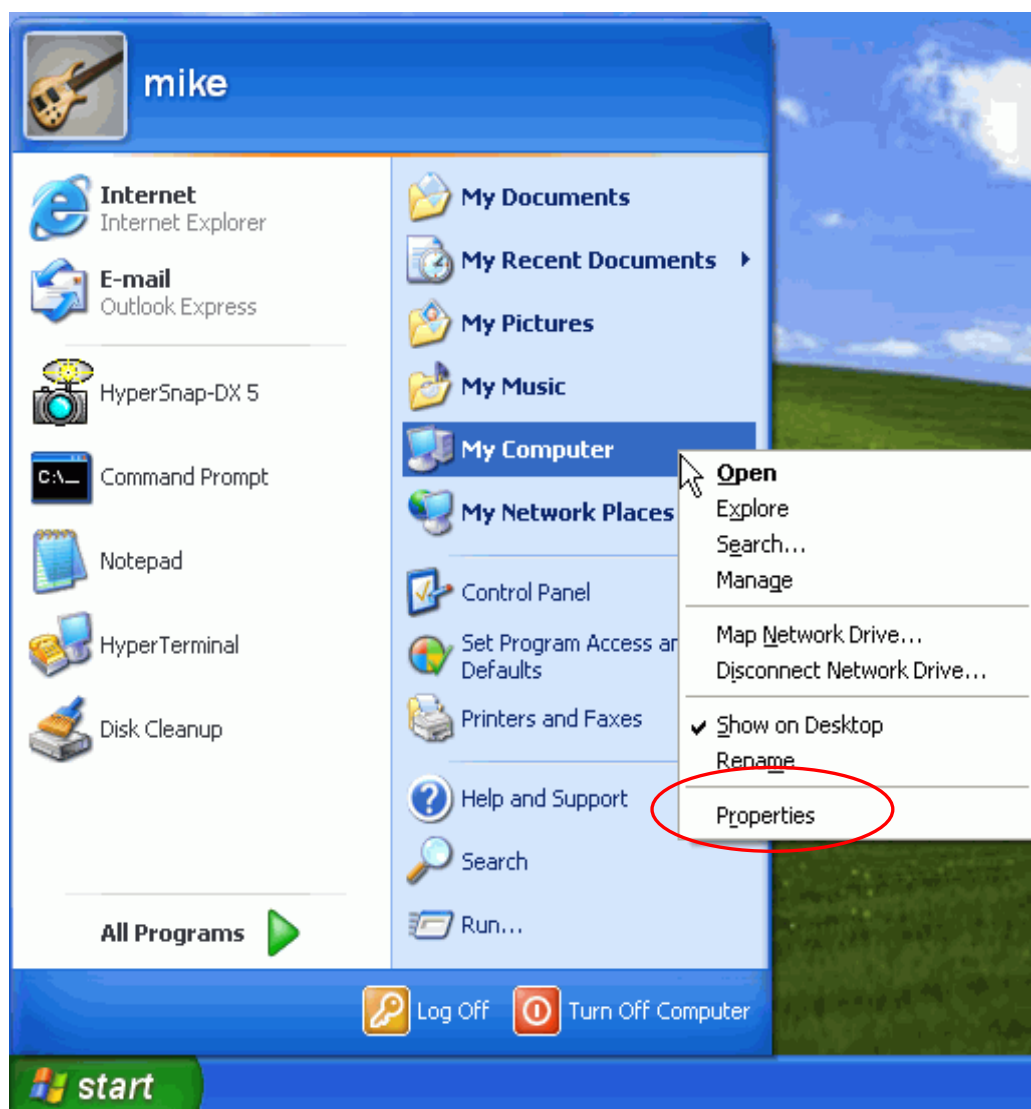 mike
Internet
Internet Explorer
E-mail
Outlook Express
HyperSnap-DX 5
C:\_
Command Prompt
Notepad
HyperTerminal
Disk Cleanup
All Programs
My Documents
My Recent Documents
My Pictures
My Music
My Computer
My Network Places
Control Panel
Set Program Access ar
Defaults
Printers and Faxes
Help and Support
Search
Run...
Open
Explore
Search...
Manage
Map Network Drive...
Disconnect Network Drive...
Show on Desktop
Rename
Properties
Log Off
Turn Off Computer
start